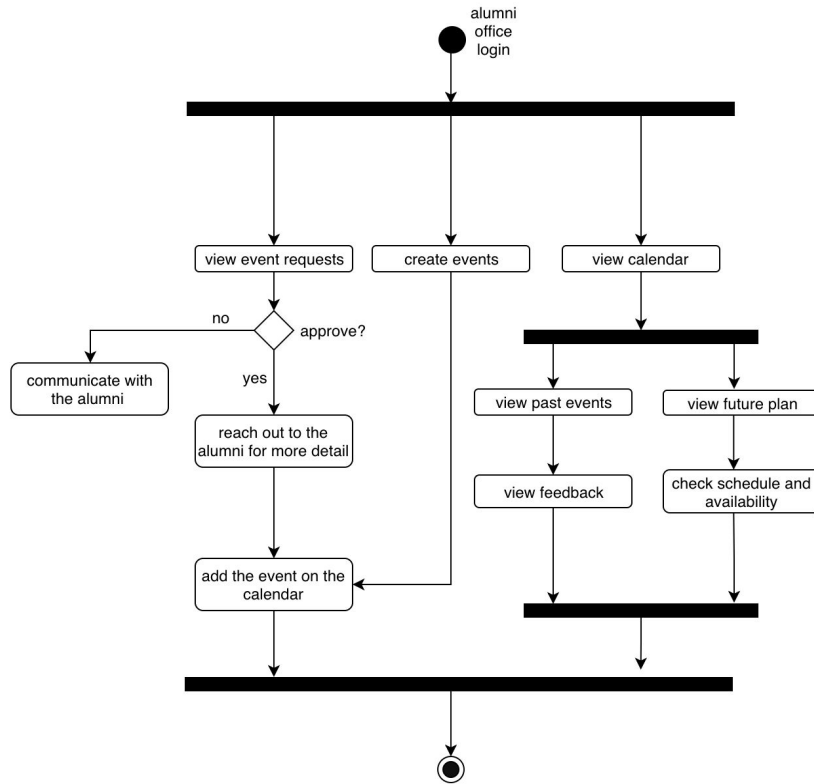 alumni
office
login
view event requests
create events
view calendar
no
approve?
communicate with
the alumni
yes
view past events
view future plan
reach out to the
alumni for more detail
view feedback
check schedule and
availability
add the event on the
calendar